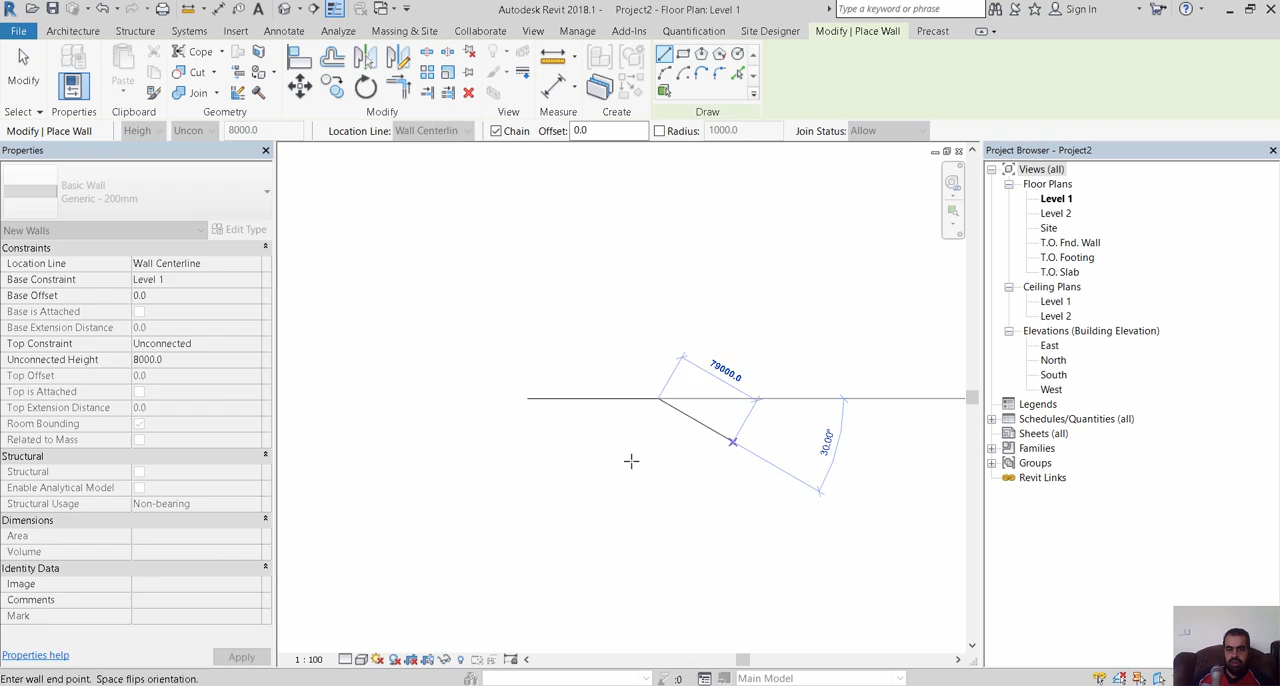 Autodesk Revit 2018.1 - Project2 - Floor Plan: Level 1
Type a keyword or phrase
Sign In
File Architecture Structure Systems Insert Annotate Analyze Massing & Site Collaborate View Manage Add-Ins Quantification Site Designer Modify | Place Wall Precast
Modify
Paste
Cope
Cut
Join
Select Properties Clipboard Geometry Modify View Measure Create Draw
Modify | Place Wall Heigh Uncon 8000.0 Location Line: Wall Centerlin Chain Offset: 0.0 Radius: 1000.0 Join Status: Allow
Properties
Basic Wall
Generic - 200mm
New Walls Edit Type
Constraints
Location Line Wall Centerline
Base Constraint Level 1
Base Offset 0.0
Base is Attached
Base Extension Distance 0.0
Top Constraint Unconnected
Unconnected Height 8000.0
Top Offset 0.0
Top is Attached
Top Extension Distance 0.0
Room Bounding
Related to Mass
Structural
Structural
Enable Analytical Model
Structural Usage Non-bearing
Dimensions
Area
Volume
Identity Data
Image
Comments
Mark
Properties help Apply
79000.0
30.00°
Project Browser - Project2
Views (all)
Floor Plans
Level 1
Level 2
Site
T.O. Fnd. Wall
T.O. Footing
T.O. Slab
Ceiling Plans
Level 1
Level 2
Elevations (Building Elevation)
East
North
South
West
Legends
Schedules/Quantities (all)
Sheets (all)
Families
Groups
Revit Links
1 : 100
Enter wall end point. Space flips orientation.
:0 Main Model